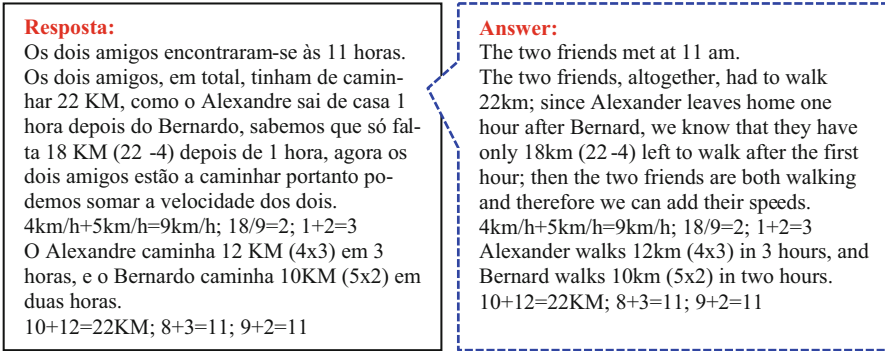 Resposta:
Os dois amigos encontraram-se às 11 horas.
Os dois amigos, em total, tinham de camin-
har 22 KM, como o Alexandre sai de casa 1
hora depois do Bernardo, sabemos que só fal-
ta 18 KM (22 -4) depois de 1 hora, agora os
dois amigos estão a caminhar portanto po-
demos somar a velocidade dos dois.
4km/h+5km/h=9km/h; 18/9=2; 1+2=3
O Alexandre caminha 12 KM (4x3) em 3
horas, e o Bernardo caminha 10KM (5x2) em
duas horas.
10+12=22KM; 8+3=11; 9+2=11
Answer:
The two friends met at 11 am.
The two friends, altogether, had to walk
22km; since Alexander leaves home one
hour after Bernard, we know that they have
only 18km (22 -4) left to walk after the first
hour; then the two friends are both walking
and therefore we can add their speeds.
4km/h+5km/h=9km/h; 18/9=2; 1+2=3
Alexander walks 12km (4x3) in 3 hours, and
Bernard walks 10km (5x2) in two hours.
10+12=22KM; 8+3=11; 9+2=11